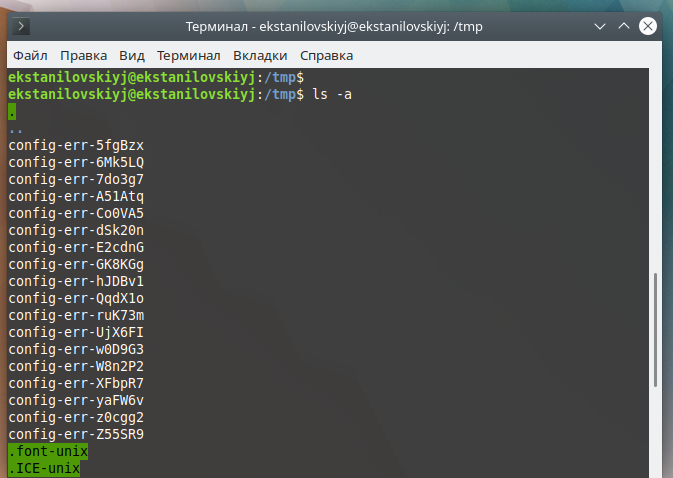 Терминал - ekstanilovskiyj@ekstanilovskiyj: /tmp
Файл Правка Вид Терминал Вкладки Справка
ekstanilovskiyj@ekstanilovskiyj:/tmp$
ekstanilovskiyj@ekstanilovskiyj:/tmp$ ls -a
.
..
config-err-5fgBzx
config-err-6Mk5LQ
config-err-7do3g7
config-err-A51Atq
config-err-Co0VA5
config-err-dSk20n
config-err-E2cdnG
config-err-GK8KGg
config-err-hJDBv1
config-err-QqdX1o
config-err-ruK73m
config-err-UjX6FI
config-err-w0D9G3
config-err-W8n2P2
config-err-XFbpR7
config-err-yaFW6v
config-err-z0cgg2
config-err-Z55SR9
.font-unix
.ICE-unix